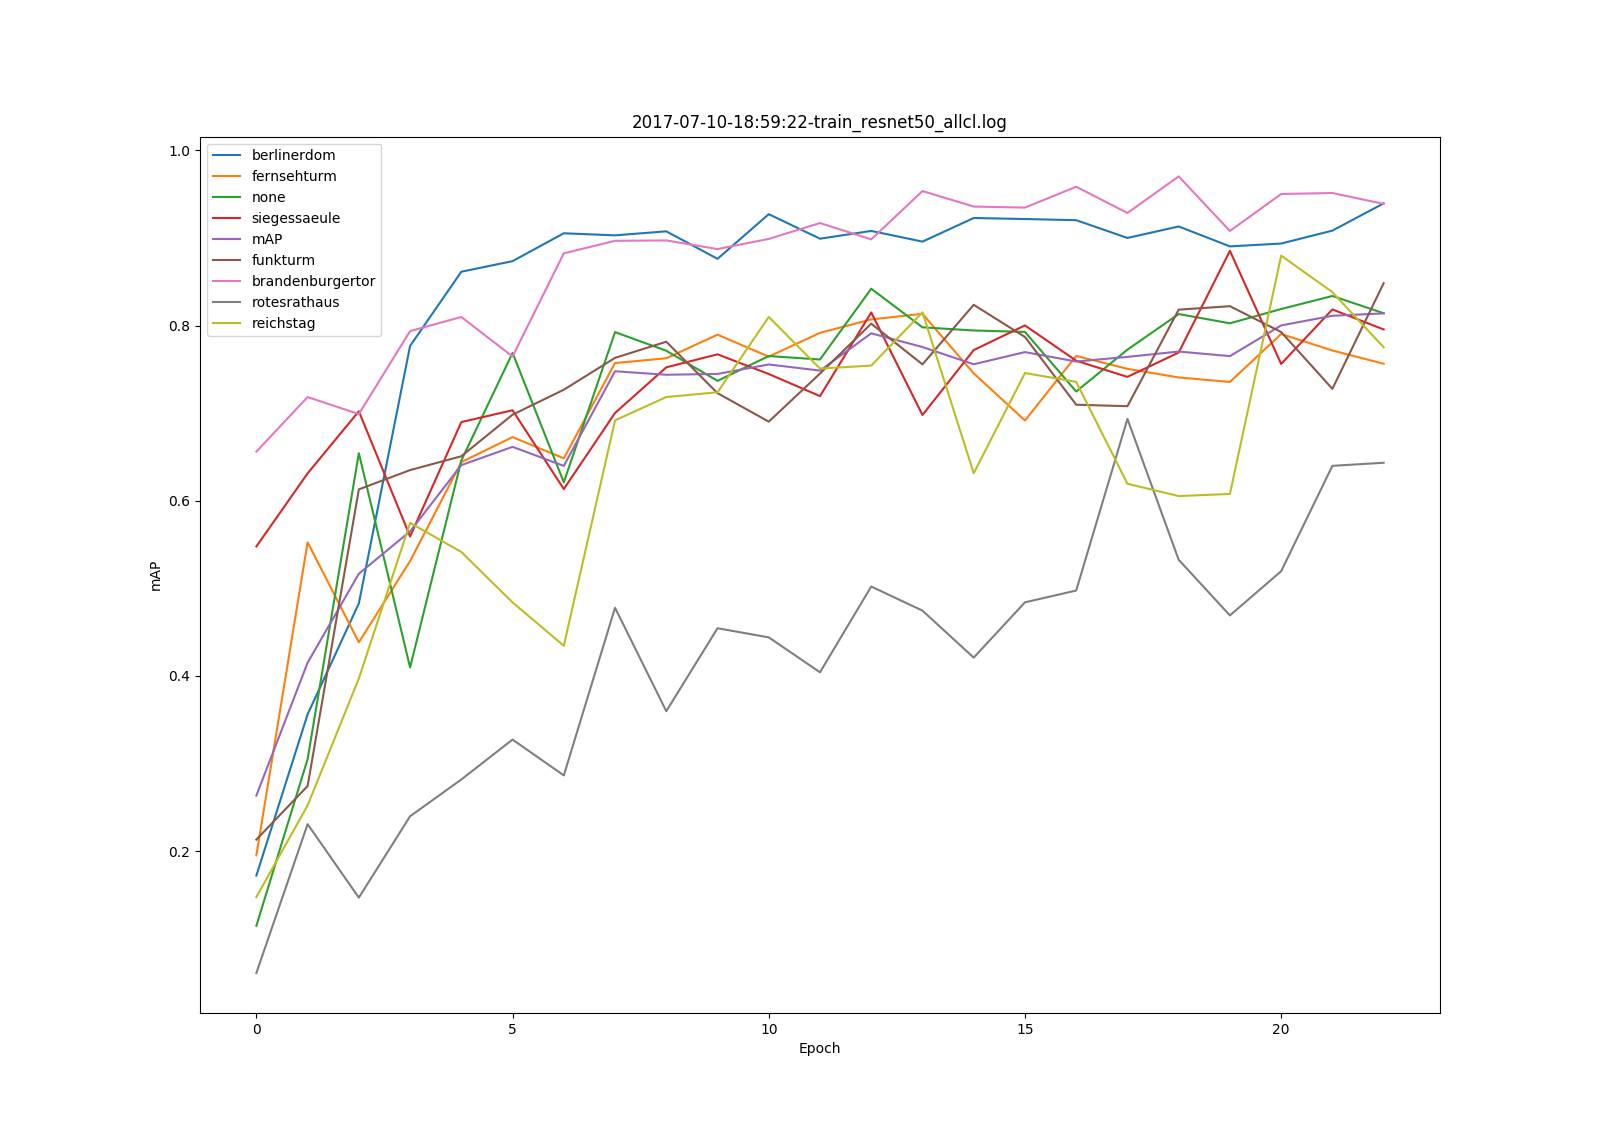 2017-07-10-18:59:22-train_resnet50_allcl.log
1.0
0.8
0.6
0.4
0.2
mAP
berlinerdom
fernsehturm
none
siegessaeule
mAP
funkturm
brandenburgertor
rotesrathaus
reichstag
0 5 10 15 20
Epoch